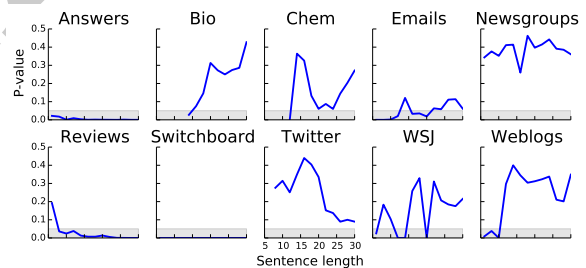 Answers Bio Chem Emails Newsgroups
0.5
0.4
0.3
0.2
0.1
0.0
P-value
Reviews Switchboard Twitter WSJ Weblogs
0.5
0.4
0.3
0.2
0.1
0.0
5 10 15 20 25 30
Sentence length